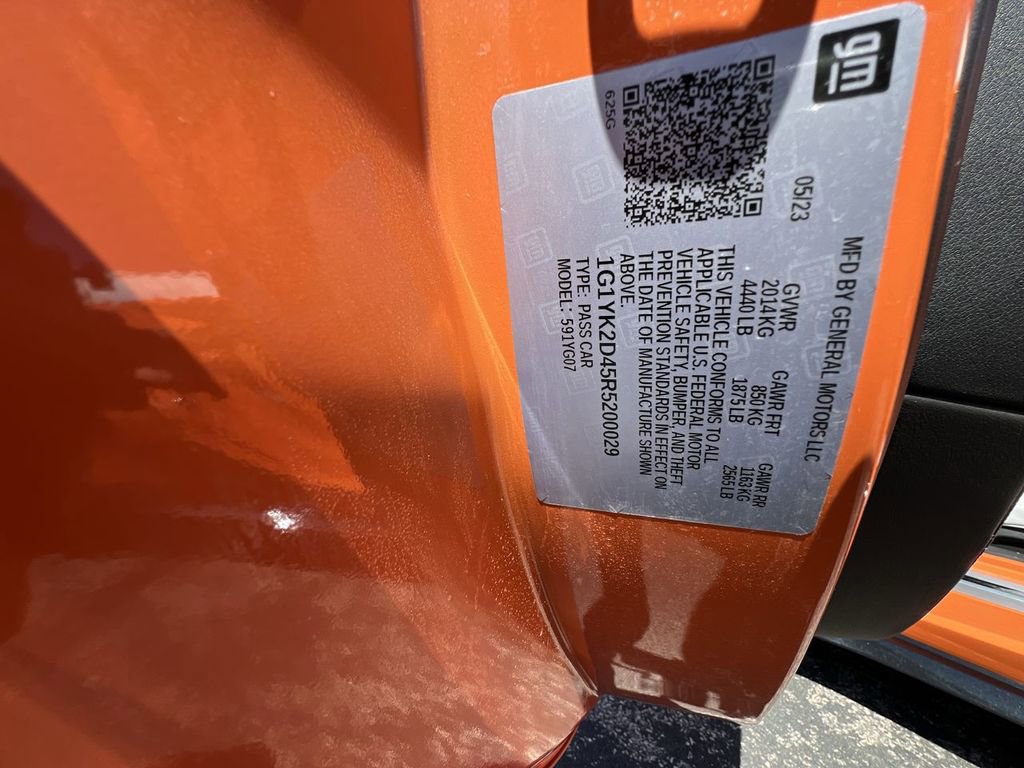 gm
625G
05/23
MFD BY GENERAL MOTORS LLC
GVWR GAWR FRT GAWR RR
2014 KG 850 KG 1163 KG
4440 LB 1875 LB 2565 LB
THIS VEHICLE CONFORMS TO ALL
APPLICABLE U.S. FEDERAL MOTOR
VEHICLE SAFETY, BUMPER, AND THEFT
PREVENTION STANDARDS IN EFFECT ON
THE DATE OF MANUFACTURE SHOWN
ABOVE.
1G1YK2D45R5200029
TYPE: PASS CAR
MODEL: 591YG07